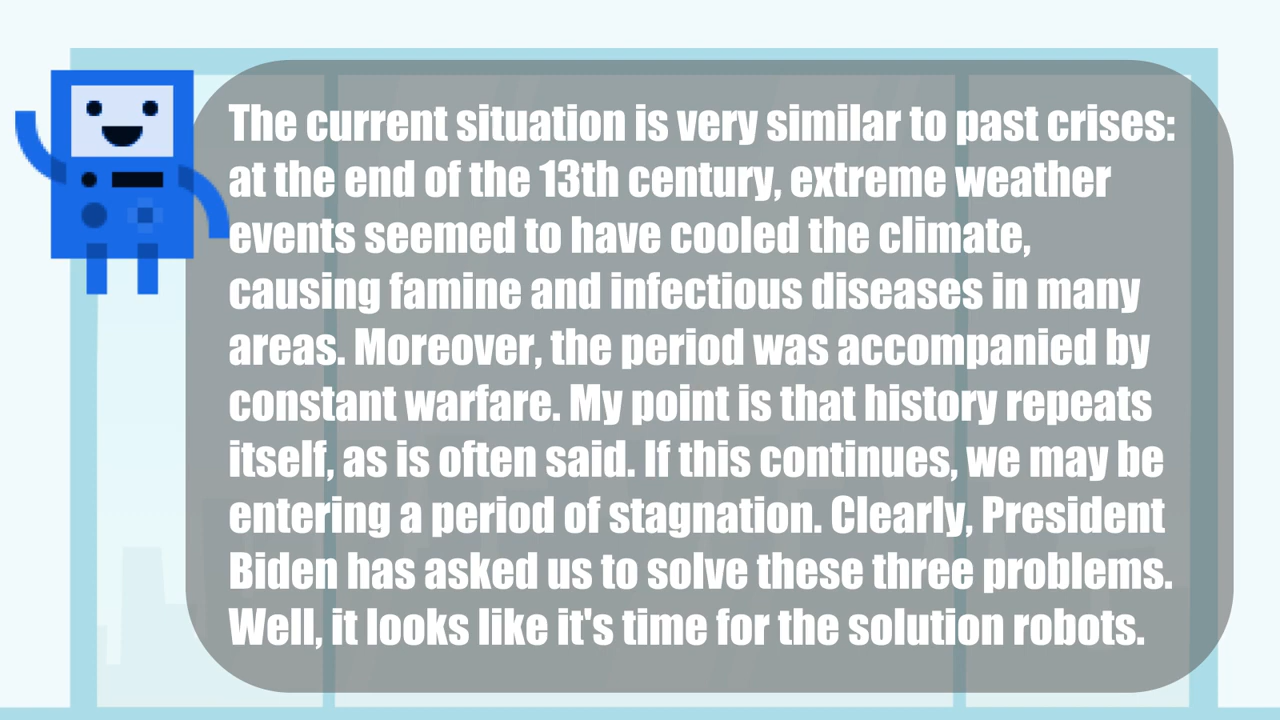 The current situation is very similar to past crises:
at the end of the 13th century, extreme weather
events seemed to have cooled the climate,
causing famine and infectious diseases in many
areas. Moreover, the period was accompanied by
constant warfare. My point is that history repeats
itself, as is often said. If this continues, we may be
entering a period of stagnation. Clearly, President
Biden has asked us to solve these three problems.
Well, it looks like it's time for the solution robots.